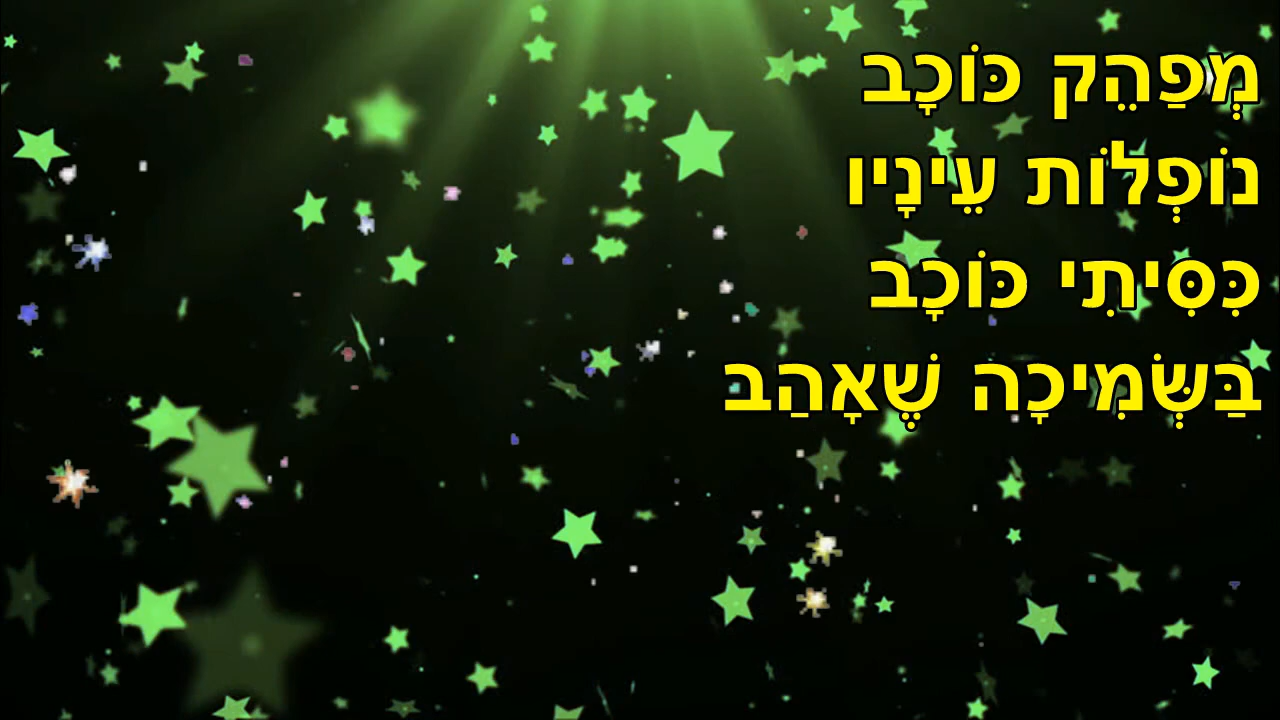 מְפַהֵק כּוֹכָב
נוֹפְלוֹת עֵינָיו
כִּסִּיתִי כּוֹכָב
בַּשְּׂמִיכָה שֶׁאָהַב